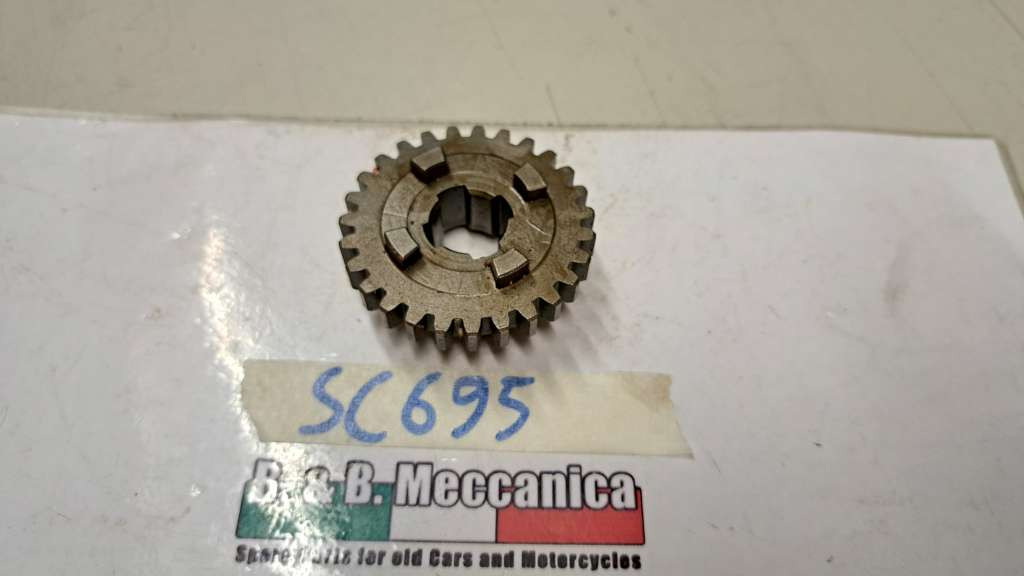 SC695
B. & B. Meccanica
Spare Parts for old Cars and Motorcycles